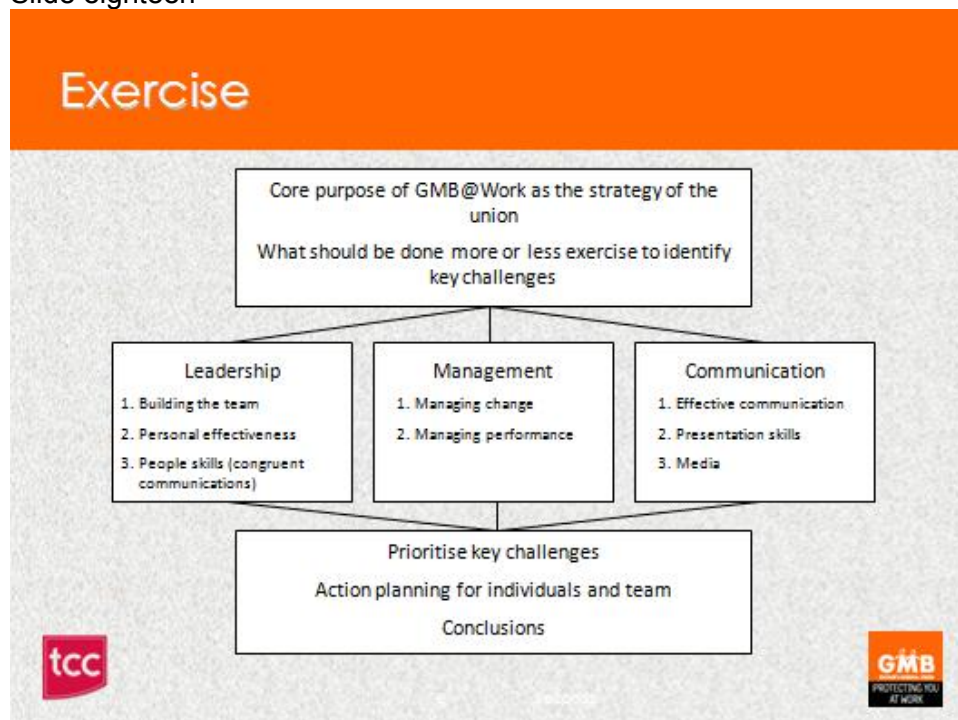 Slide eighteen
Exercise
Core purpose of GMB@Work as the strategy of the
union
What should be done more or less exercise to identify
key challenges
Leadership
1. Building the team
2. Personal effectiveness
3. People skills (congruent
communications)
Management
1. Managing change
2. Managing performance
Communication
1. Effective communication
2. Presentation skills
3. Media
Prioritise key challenges
Action planning for individuals and team
Conclusions
tcc
GMB
PROTECTING YOU
AT WORK